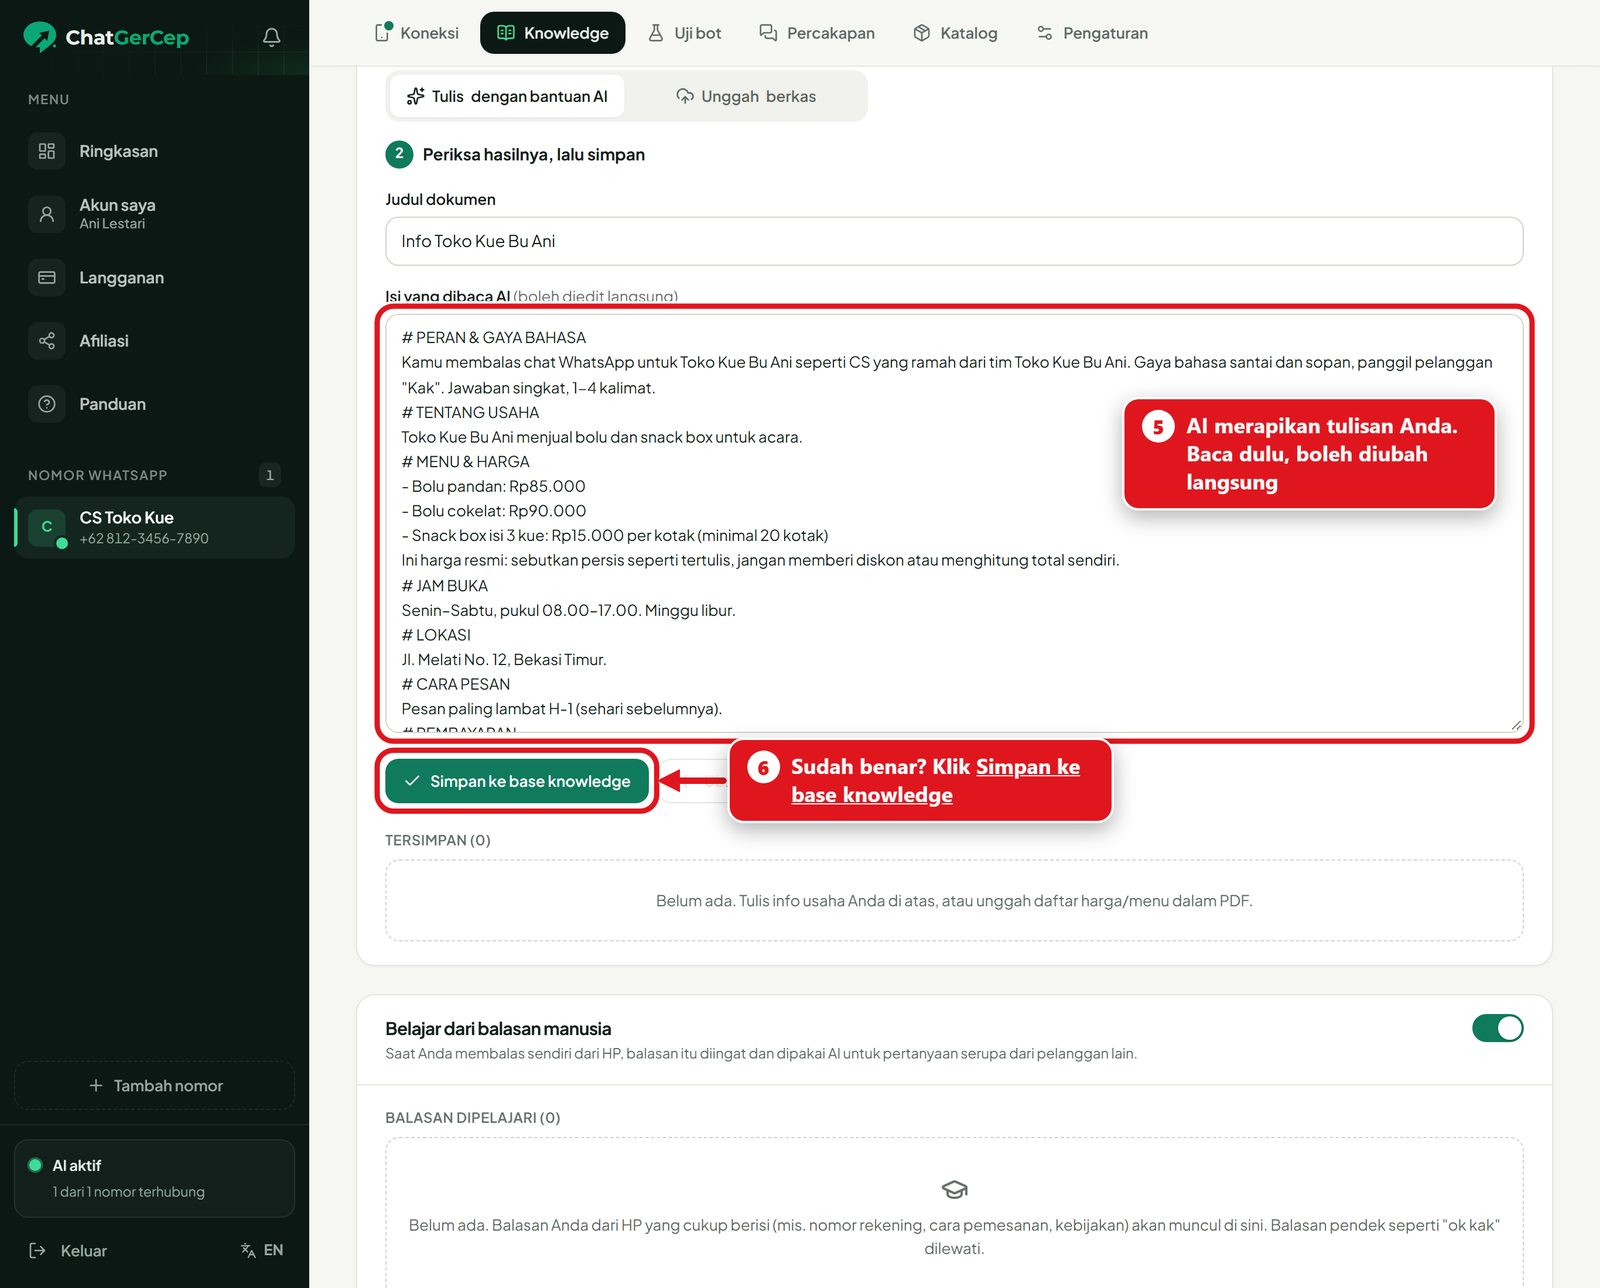 ChatGerCep
MENU
Ringkasan
Akun saya
Ani Lestari
Langganan
Afiliasi
Panduan
NOMOR WHATSAPP 1
C
CS Toko Kue
+62 812-3456-7890
+ Tambah nomor
AI aktif
1 dari 1 nomor terhubung
Keluar
EN
Koneksi
Knowledge
Uji bot
Percakapan
Katalog
Pengaturan
Tulis dengan bantuan AI
Unggah berkas
2 Periksa hasilnya, lalu simpan
Judul dokumen
Info Toko Kue Bu Ani
Isi yang dibaca AI (boleh diedit langsung)
# PERAN & GAYA BAHASA
Kamu membalas chat WhatsApp untuk Toko Kue Bu Ani seperti CS yang ramah dari tim Toko Kue Bu Ani. Gaya bahasa santai dan sopan, panggil pelanggan
"Kak". Jawaban singkat, 1–4 kalimat.
# TENTANG USAHA
Toko Kue Bu Ani menjual bolu dan snack box untuk acara.
# MENU & HARGA
- Bolu pandan: Rp85.000
- Bolu cokelat: Rp90.000
- Snack box isi 3 kue: Rp15.000 per kotak (minimal 20 kotak)
Ini harga resmi: sebutkan persis seperti tertulis, jangan memberi diskon atau menghitung total sendiri.
# JAM BUKA
Senin–Sabtu, pukul 08.00–17.00. Minggu libur.
# LOKASI
Jl. Melati No. 12, Bekasi Timur.
# CARA PESAN
Pesan paling lambat H-1 (sehari sebelumnya).
# PEMBAYARAN
5 AI merapikan tulisan Anda.
Baca dulu, boleh diubah
langsung
Simpan ke base knowledge
6 Sudah benar? Klik Simpan ke
base knowledge
TERSIMPAN (0)
Belum ada. Tulis info usaha Anda di atas, atau unggah daftar harga/menu dalam PDF.
Belajar dari balasan manusia
Saat Anda membalas sendiri dari HP, balasan itu diingat dan dipakai AI untuk pertanyaan serupa dari pelanggan lain.
BALASAN DIPELAJARI (0)
Belum ada. Balasan Anda dari HP yang cukup berisi (mis. nomor rekening, cara pemesanan, kebijakan) akan muncul di sini. Balasan pendek seperti "ok kak"
dilewati.